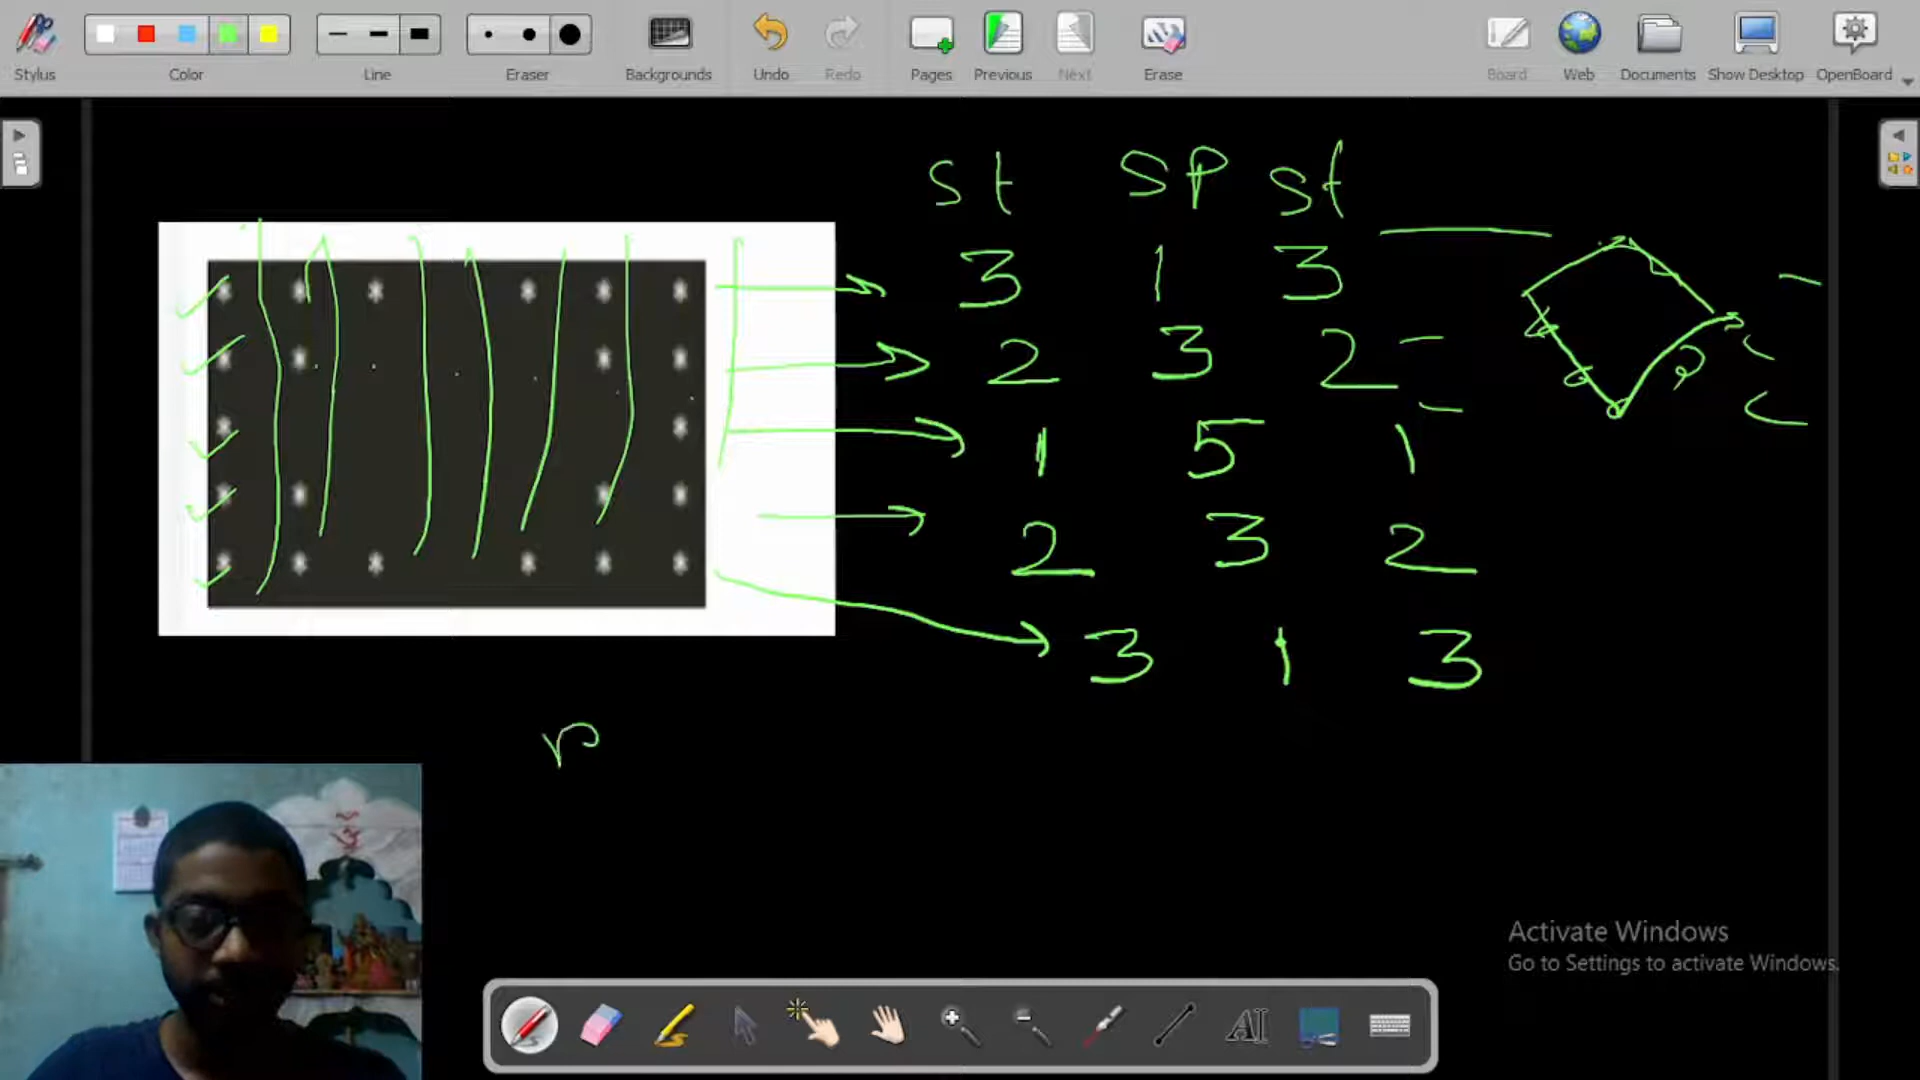 Stylus Color Line Eraser Backgrounds Undo Redo Pages Previous Next Erase Board Web Documents Show Desktop OpenBoard
st sp st
3 1 3
2 3 2
1 5 1
2 3 2
3 1 3
n
Activate Windows
Go to Settings to activate Windows.
AI